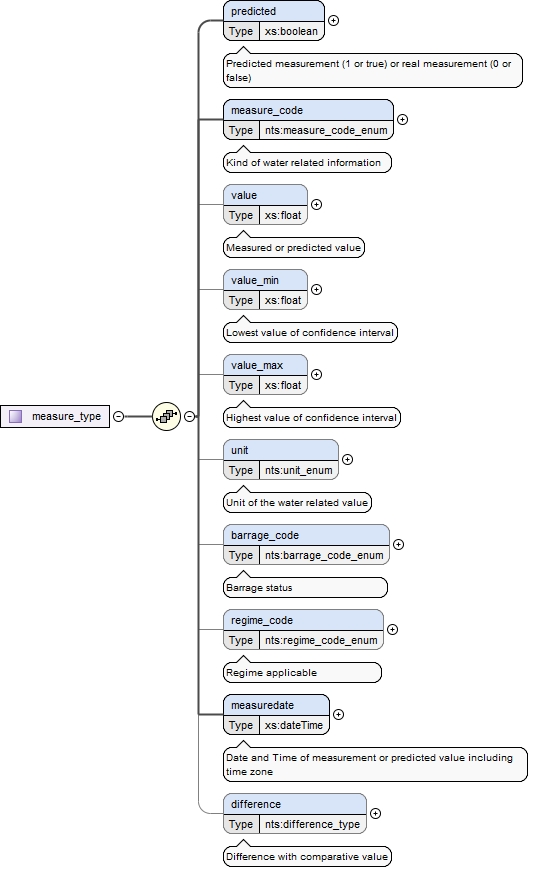 predicted
Type xs:boolean
Predicted measurement (1 or true) or real measurement (0 or
false)
measure_code
Type nts:measure_code_enum
Kind of water related information
value
Type xs:float
Measured or predicted value
value_min
Type xs:float
Lowest value of confidence interval
value_max
Type xs:float
Highest value of confidence interval
measure_type
unit
Type nts:unit_enum
Unit of the water related value
barrage_code
Type nts:barrage_code_enum
Barrage status
regime_code
Type nts:regime_code_enum
Regime applicable
measuredate
Type xs:dateTime
Date and Time of measurement or predicted value including
time zone
difference
Type nts:difference_type
Difference with comparative value